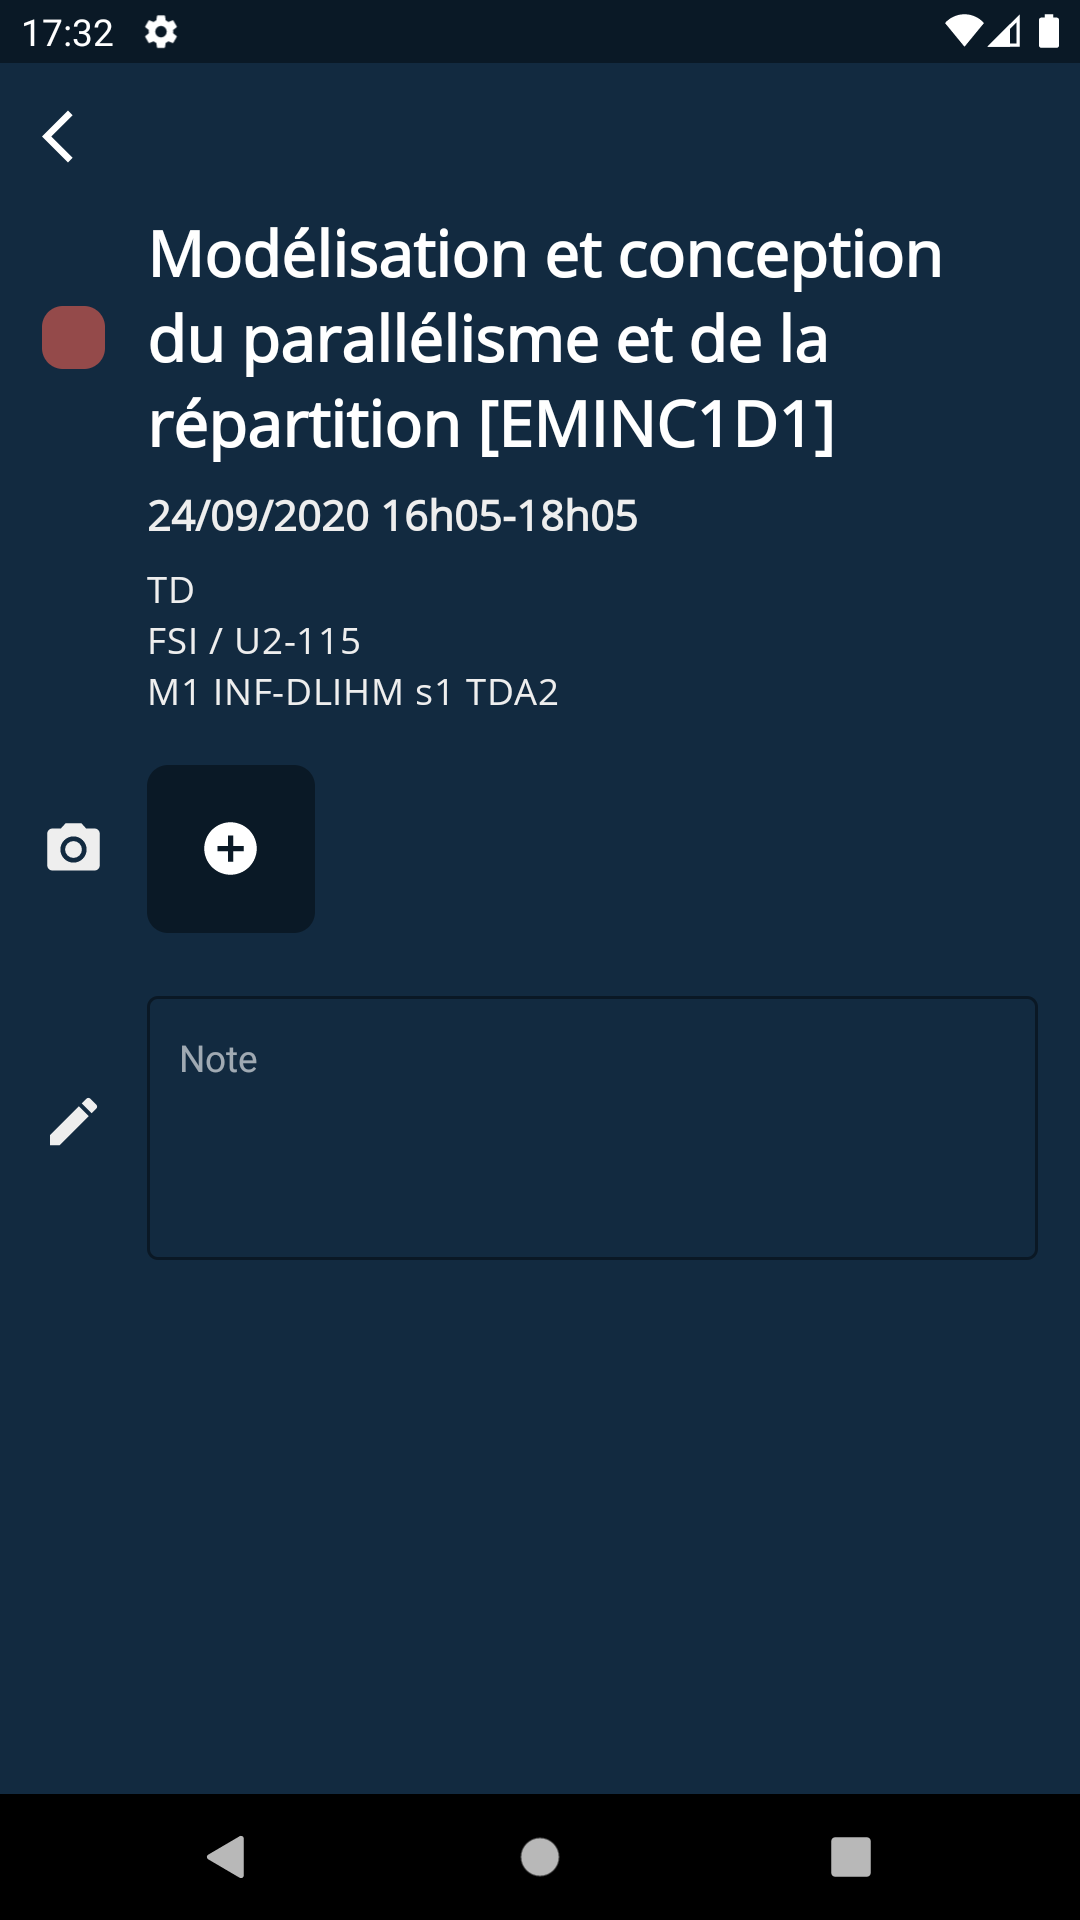 17:32
Modélisation et conception
du parallélisme et de la
répartition [EMINC1D1]
24/09/2020 16h05-18h05
TD
FSI / U2-115
M1 INF-DLIHM s1 TDA2
Note